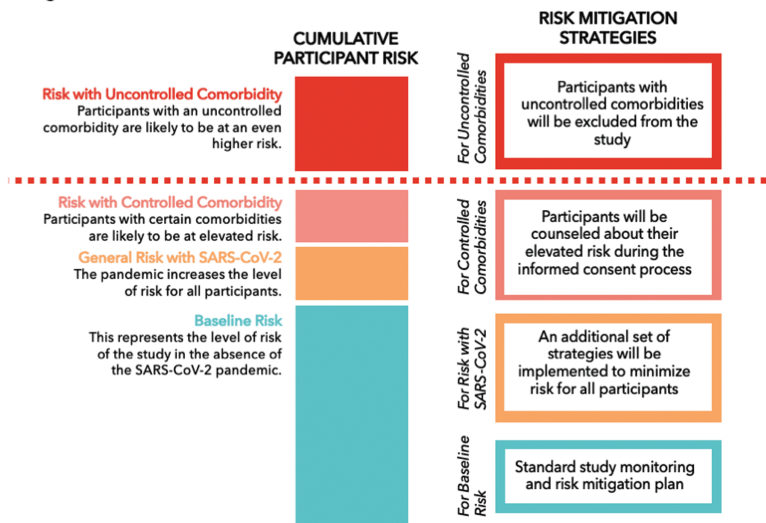 CUMULATIVE
PARTICIPANT RISK
RISK MITIGATION
STRATEGIES
Risk with Uncontrolled Comorbidity
Participants with an uncontrolled
comorbidity are likely to be at an even
higher risk.
For Uncontrolled
Comorbidities
Participants with
uncontrolled comorbidities
will be excluded from the
study
Risk with Controlled Comorbidity
Participants with certain comorbidities
are likely to be at elevated risk.
For Controlled
Comorbidities
Participants will be
counseled about their
elevated risk during the
informed consent process
General Risk with SARS-CoV-2
The pandemic increases the level
of risk for all participants.
Baseline Risk
This represents the level of risk
of the study in the absence of
the SARS-CoV-2 pandemic.
For Risk with
SARS-CoV-2
An additional set of
strategies will be
implemented to minimize
risk for all participants
For Baseline
Risk
Standard study monitoring
and risk mitigation plan